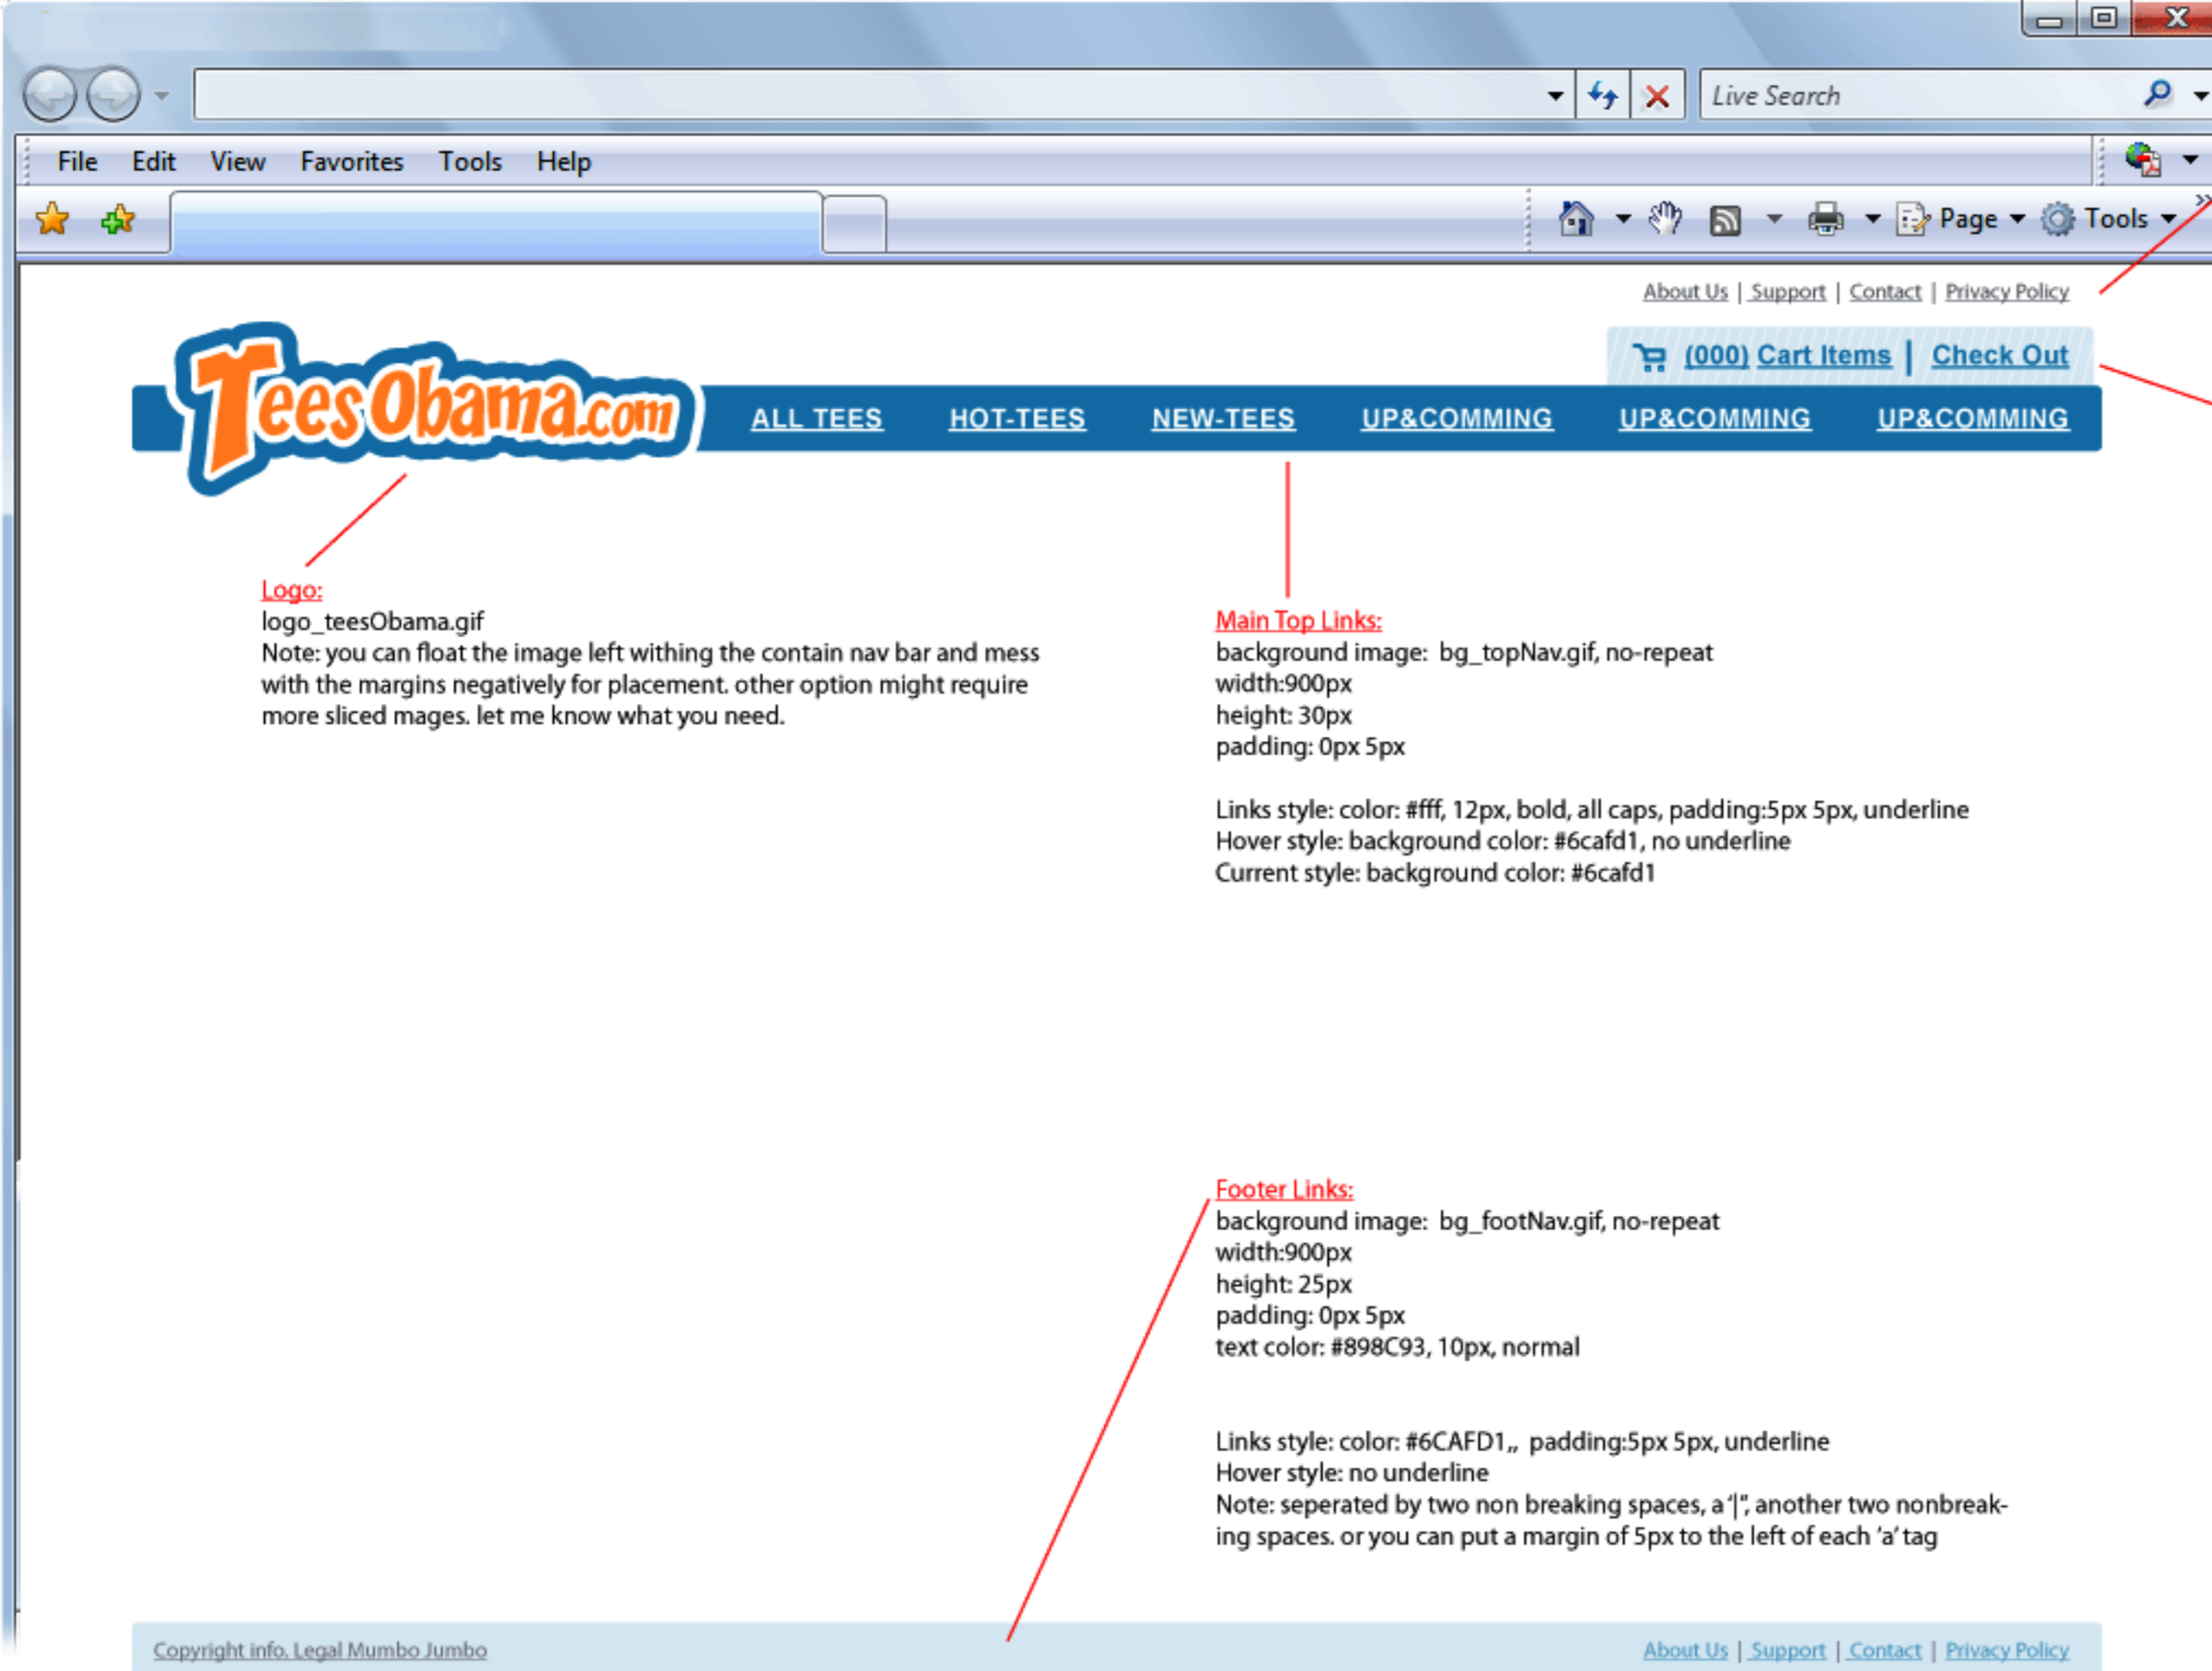 Live Search
File Edit View Favorites Tools Help
Page Tools
About Us | Support | Contact | Privacy Policy
(000) Cart Items | Check Out
TeesObama.com
ALL TEES HOT-TEES NEW-TEES UP&COMMING UP&COMMING UP&COMMING
Logo:
logo_teesObama.gif
Note: you can float the image left withing the contain nav bar and mess
with the margins negatively for placement. other option might require
more sliced mages. let me know what you need.
Main Top Links:
background image: bg_topNav.gif, no-repeat
width:900px
height: 30px
padding: 0px 5px
Links style: color: #fff, 12px, bold, all caps, padding:5px 5px, underline
Hover style: background color: #6cafd1, no underline
Current style: background color: #6cafd1
Footer Links:
background image: bg_footNav.gif, no-repeat
width:900px
height: 25px
padding: 0px 5px
text color: #898C93, 10px, normal
Links style: color: #6CAFD1,, padding:5px 5px, underline
Hover style: no underline
Note: seperated by two non breaking spaces, a ‘|”, another two nonbreak-
ing spaces. or you can put a margin of 5px to the left of each ‘a’ tag
Copyright info. Legal Mumbo Jumbo
About Us | Support | Contact | Privacy Policy